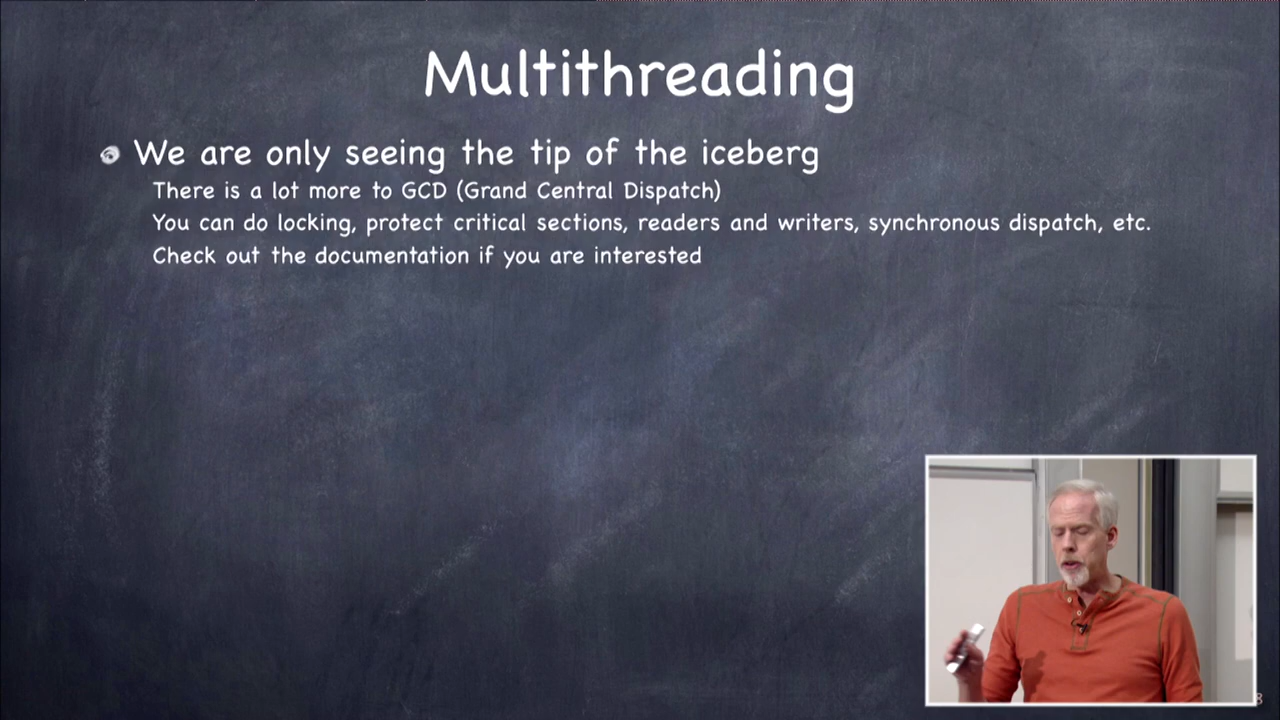 Multithreading
We are only seeing the tip of the iceberg
There is a lot more to GCD (Grand Central Dispatch)
You can do locking, protect critical sections, readers and writers, synchronous dispatch, etc.
Check out the documentation if you are interested